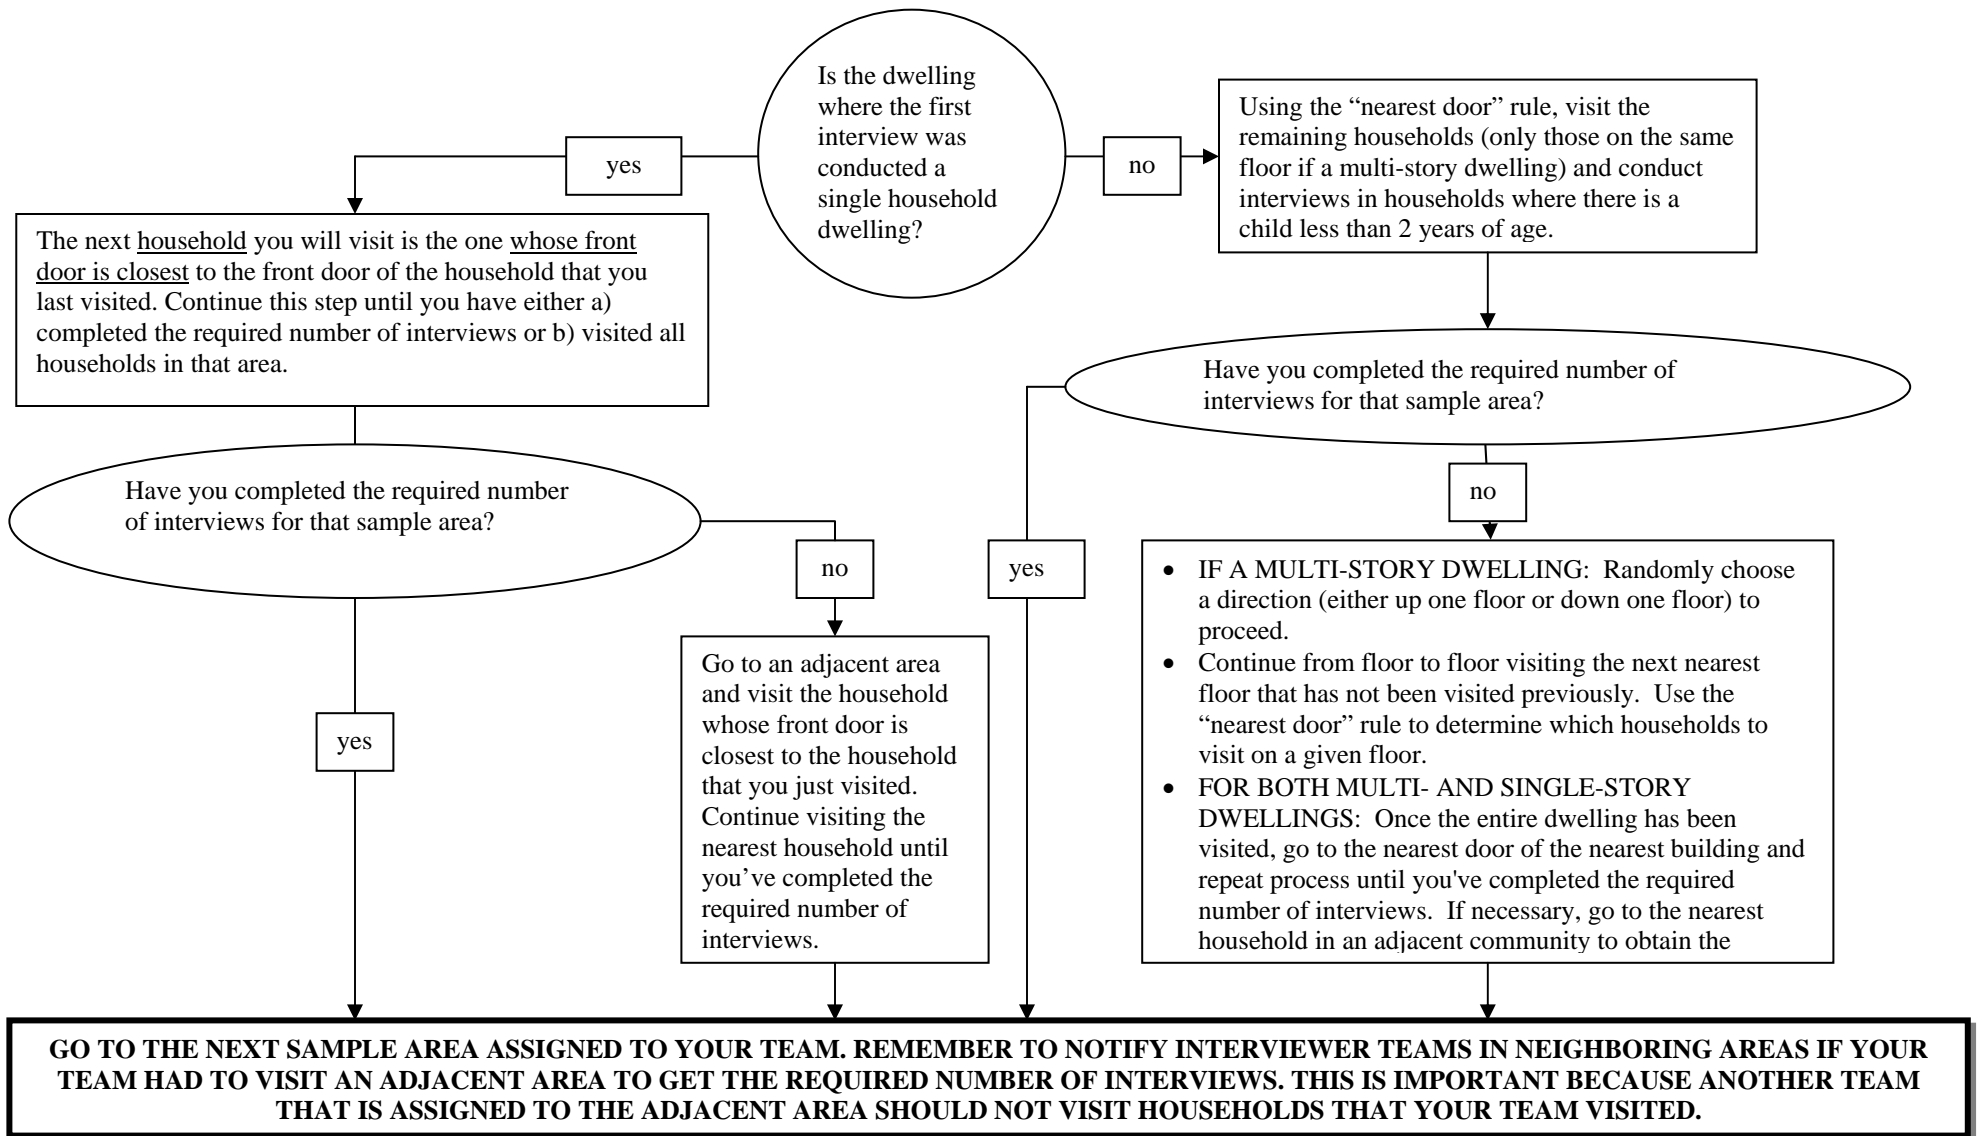 Is the dwelling
where the first
interview was
conducted a
single household
dwelling?
yes
no
Using the “nearest door” rule, visit the
remaining households (only those on the same
floor if a multi-story dwelling) and conduct
interviews in households where there is a
child less than 2 years of age.
The next household you will visit is the one whose front
door is closest to the front door of the household that you
last visited. Continue this step until you have either a)
completed the required number of interviews or b) visited all
households in that area.
Have you completed the required number of
interviews for that sample area?
Have you completed the required number
of interviews for that sample area?
no
no
yes
yes
Go to an adjacent area
and visit the household
whose front door is
closest to the household
that you just visited.
Continue visiting the
nearest household until
you’ve completed the
required number of
interviews.
• IF A MULTI-STORY DWELLING:  Randomly choose
a direction (either up one floor or down one floor) to
proceed.
• Continue from floor to floor visiting the next nearest
floor that has not been visited previously.  Use the
“nearest door” rule to determine which households to
visit on a given floor.
• FOR BOTH MULTI- AND SINGLE-STORY
DWELLINGS:  Once the entire dwelling has been
visited, go to the nearest door of the nearest building and
repeat process until you've completed the required
number of interviews.  If necessary, go to the nearest
household in an adjacent community to obtain the
GO TO THE NEXT SAMPLE AREA ASSIGNED TO YOUR TEAM. REMEMBER TO NOTIFY INTERVIEWER TEAMS IN NEIGHBORING AREAS IF YOUR
TEAM HAD TO VISIT AN ADJACENT AREA TO GET THE REQUIRED NUMBER OF INTERVIEWS. THIS IS IMPORTANT BECAUSE ANOTHER TEAM
THAT IS ASSIGNED TO THE ADJACENT AREA SHOULD NOT VISIT HOUSEHOLDS THAT YOUR TEAM VISITED.